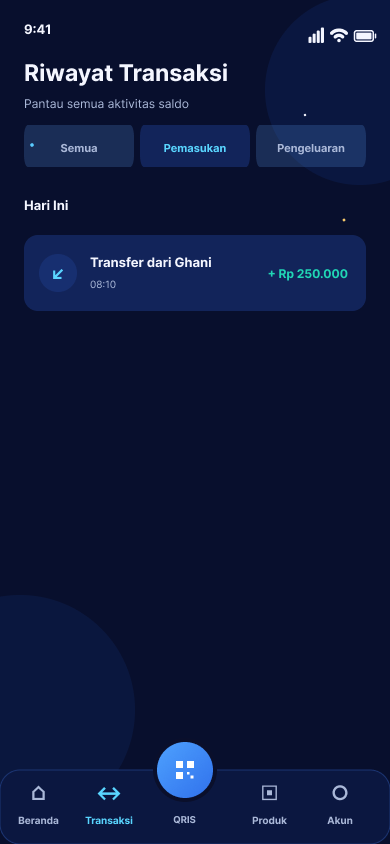 9:41
Riwayat Transaksi
Pantau semua aktivitas saldo
Semua
Pemasukan
Pengeluaran
Hari Ini
Transfer dari Ghani
08:10
+ Rp 250.000
Beranda
Transaksi
QRIS
Produk
Akun